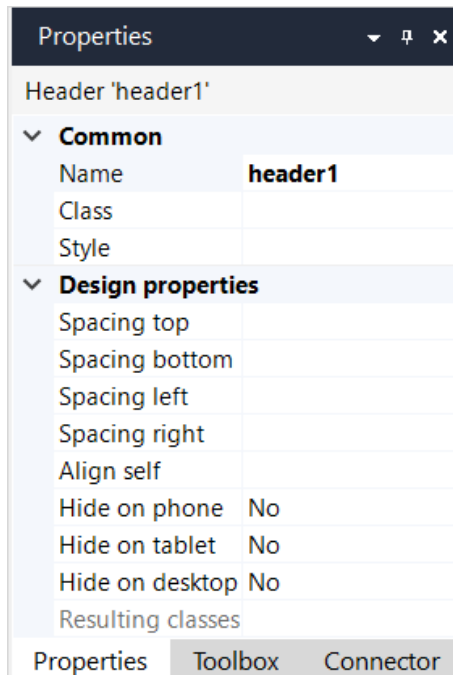 Properties
Header 'header1'
Common
Name header1
Class
Style
Design properties
Spacing top
Spacing bottom
Spacing left
Spacing right
Align self
Hide on phone No
Hide on tablet No
Hide on desktop No
Resulting classes
Properties Toolbox Connector